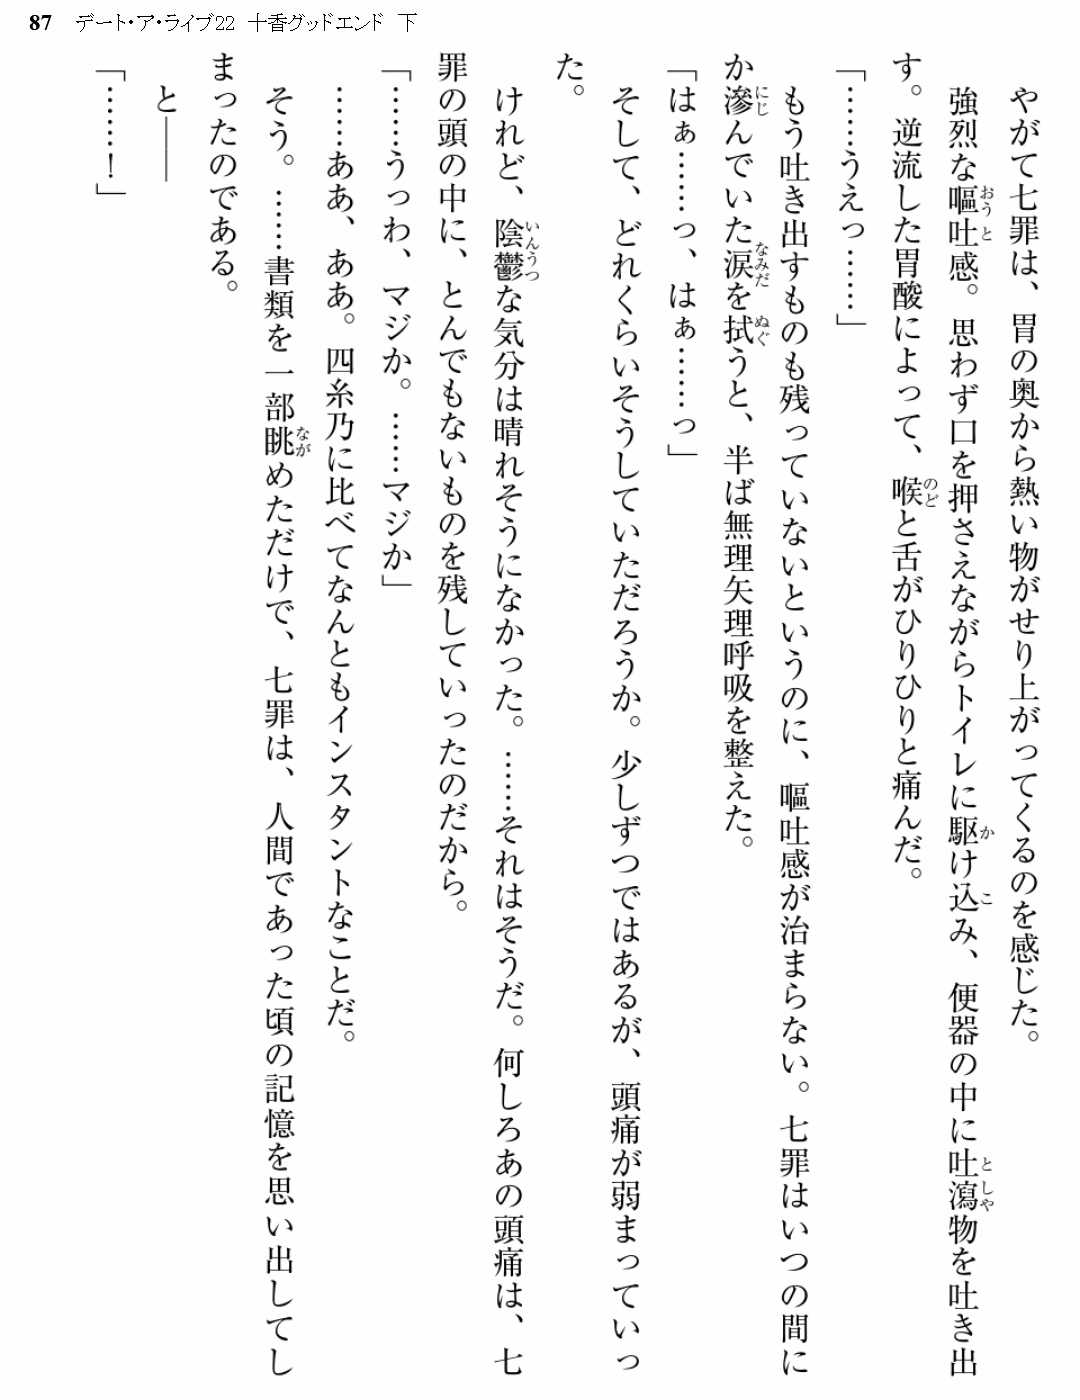 87 デート・ア・ライブ22 十香グッドエンド 下
やがて七罪は、胃の奥から熱い物がせり上がってくるのを感じた。
強烈な嘔吐感。思わず口を押さえながらトイレに駆け込み、便器の中に吐瀉物を吐き出
す。逆流した胃酸によって、喉と舌がひりひりと痛んだ。
「……うえっ……」
もう吐き出すものも残っていないというのに、嘔吐感が治まらない。七罪はいつの間に
か滲んでいた涙を拭うと、半ば無理矢理呼吸を整えた。
「はぁ……っ、はぁ……っ」
そして、どれくらいそうしていただろうか。少しずつではあるが、頭痛が弱まっていっ
た。
けれど、陰鬱な気分は晴れそうになかった。……それはそうだ。何しろあの頭痛は、七
罪の頭の中に、とんでもないものを残していったのだから。
「……うっわ、マジか。……マジか」
……ああ、ああ。四糸乃に比べてなんともインスタントなことだ。
そう。……書類を一部眺めただけで、七罪は、人間であった頃の記憶を思い出してし
まったのである。
と――
「……！」